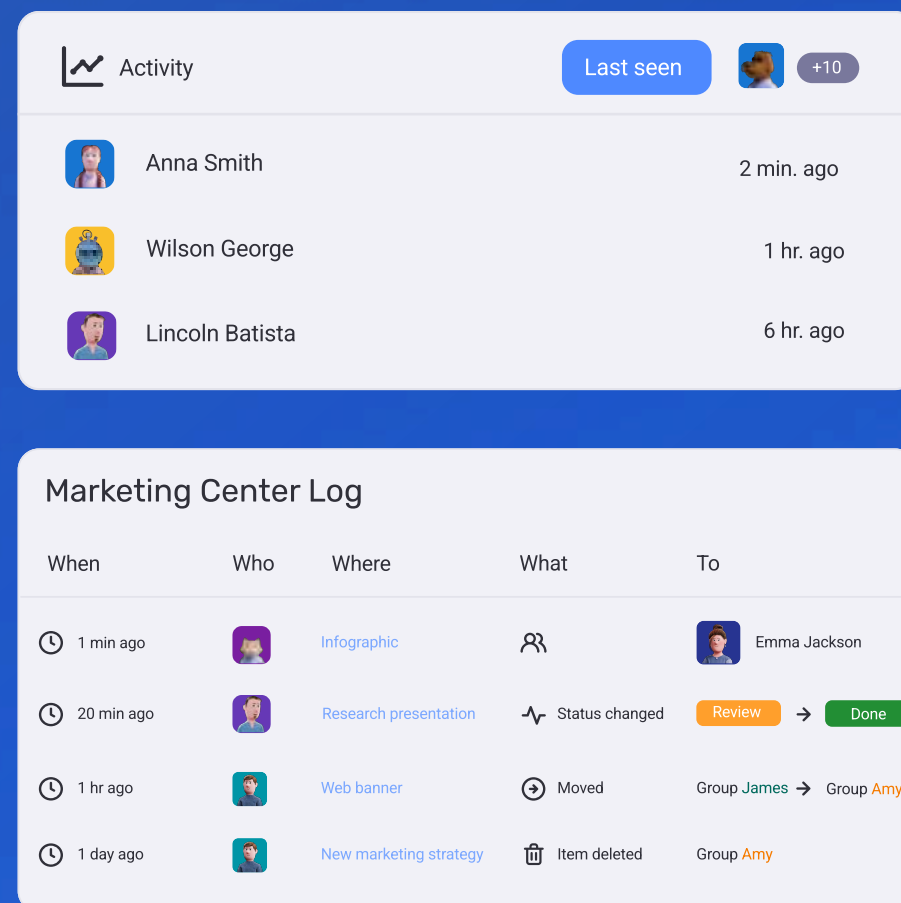 Activity Last seen +10
Anna Smith 2 min. ago
Wilson George 1 hr. ago
Lincoln Batista 6 hr. ago
Marketing Center Log
When Who Where What To
1 min ago Infographic Emma Jackson
20 min ago Research presentation Status changed Review Done
1 hr ago Web banner Moved Group James Group Amy
1 day ago New marketing strategy Item deleted Group Amy